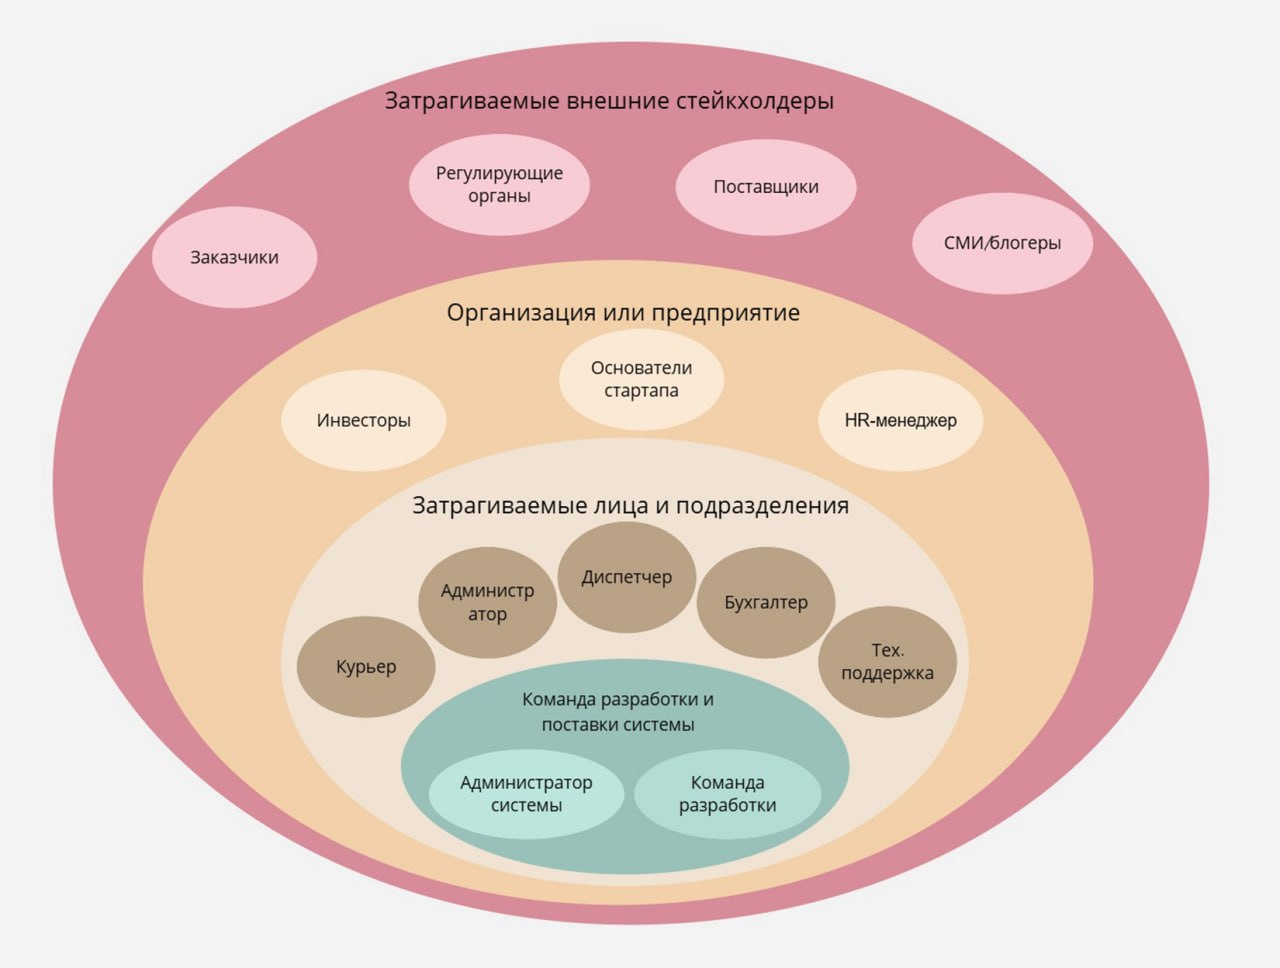 Затрагиваемые внешние стейкхолдеры
Регулирующие
органы
Поставщики
СМИ/блогеры
Заказчики
Организация или предприятие
Основатели
стартапа
Инвесторы
HR-менеджер
Затрагиваемые лица и подразделения
Диспетчер
Администр
атор
Бухгалтер
Курьер
Тех.
поддержка
Команда разработки и
поставки системы
Администратор
системы
Команда
разработки